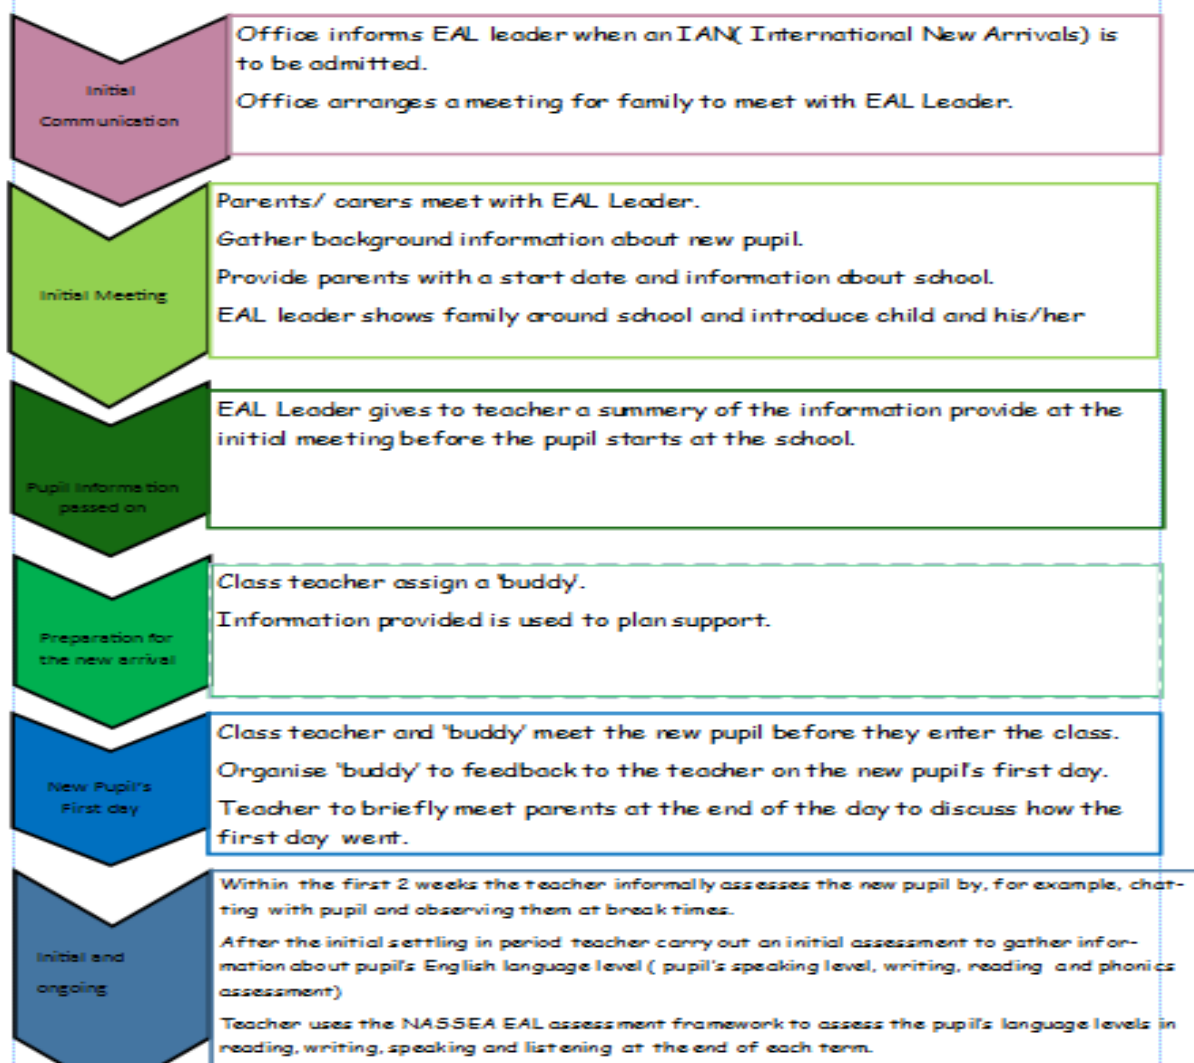 Initial
Communication
Office informs EAL leader when an IAN( International New Arrivals) is
to be admitted.
Office arranges a meeting for family to meet with EAL Leader.
Initial Meeting
Parents/ carers meet with EAL Leader.
Gather background information about new pupil.
Provide parents with a start date and information about school.
EAL leader shows family around school and introduce child and his/her
Pupil Information
passed on
EAL Leader gives to teacher a summery of the information provide at the
initial meeting before the pupil starts at the school.
Preparation for
the new arrival
Class teacher assign a 'buddy'.
Information provided is used to plan support.
New Pupil's
First day
Class teacher and 'buddy' meet the new pupil before they enter the class.
Organise 'buddy' to feedback to the teacher on the new pupil's first day.
Teacher to briefly meet parents at the end of the day to discuss how the
first day went.
Initial and
ongoing
Within the first 2 weeks the teacher informally assesses the new pupil by, for example, chat-
ting with pupil and observing them at break times.
After the initial settling in period teacher carry out an initial assessment to gather infor-
mation about pupil's English language level ( pupil's speaking level, writing, reading and phonics
assessment)
Teacher uses the NASSEA EAL assessment framework to assess the pupil's language levels in
reading, writing, speaking and listening at the end of each term.